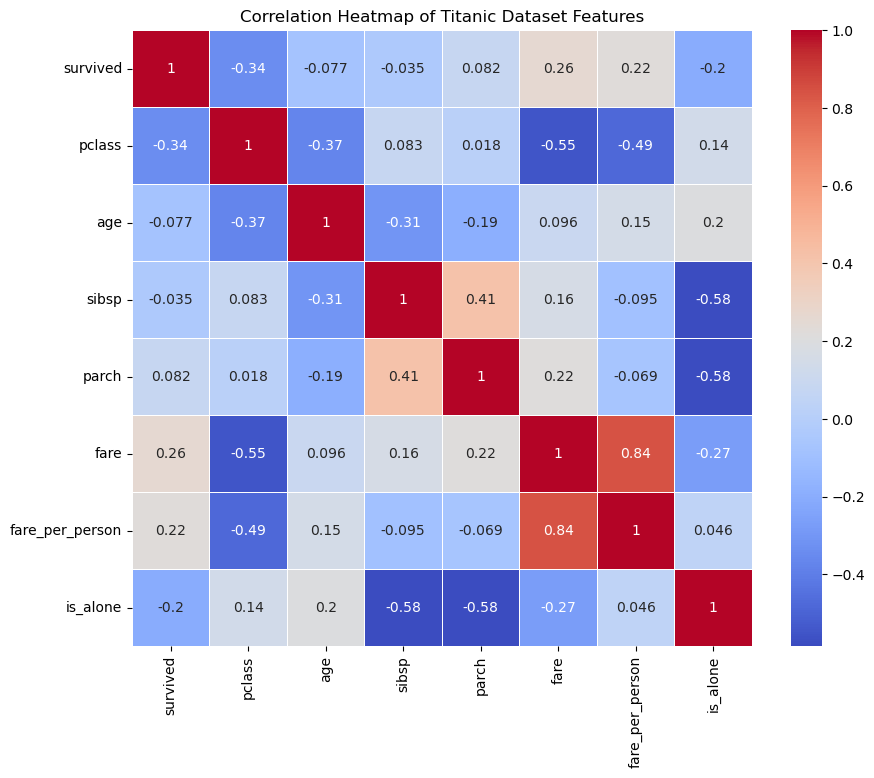 Correlation Heatmap of Titanic Dataset Features
survived 1 -0.34 -0.077 -0.035 0.082 0.26 0.22 -0.2
pclass -0.34 1 -0.37 0.083 0.018 -0.55 -0.49 0.14
age -0.077 -0.37 1 -0.31 -0.19 0.096 0.15 0.2
sibsp -0.035 0.083 -0.31 1 0.41 0.16 -0.095 -0.58
parch 0.082 0.018 -0.19 0.41 1 0.22 -0.069 -0.58
fare 0.26 -0.55 0.096 0.16 0.22 1 0.84 -0.27
fare_per_person 0.22 -0.49 0.15 -0.095 -0.069 0.84 1 0.046
is_alone -0.2 0.14 0.2 -0.58 -0.58 -0.27 0.046 1
survived pclass age sibsp parch fare fare_per_person is_alone
1.0
0.8
0.6
0.4
0.2
0.0
-0.2
-0.4